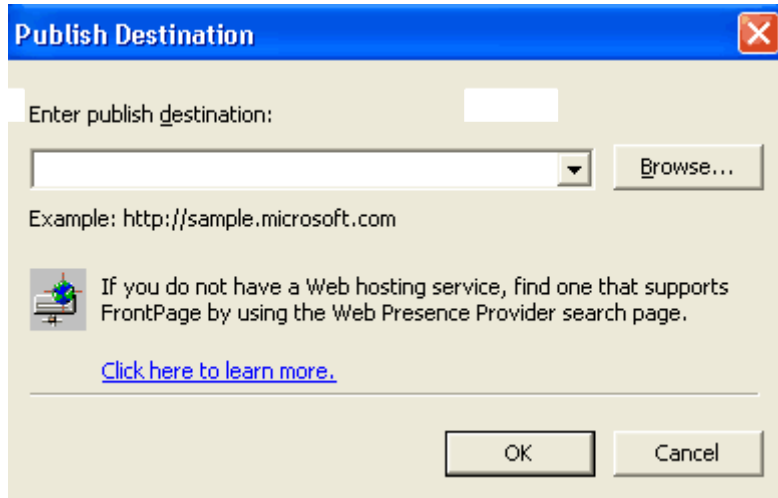 Publish Destination
Enter publish destination:
Browse...
Example: http://sample.microsoft.com
If you do not have a Web hosting service, find one that supports
FrontPage by using the Web Presence Provider search page.
Click here to learn more.
OK
Cancel